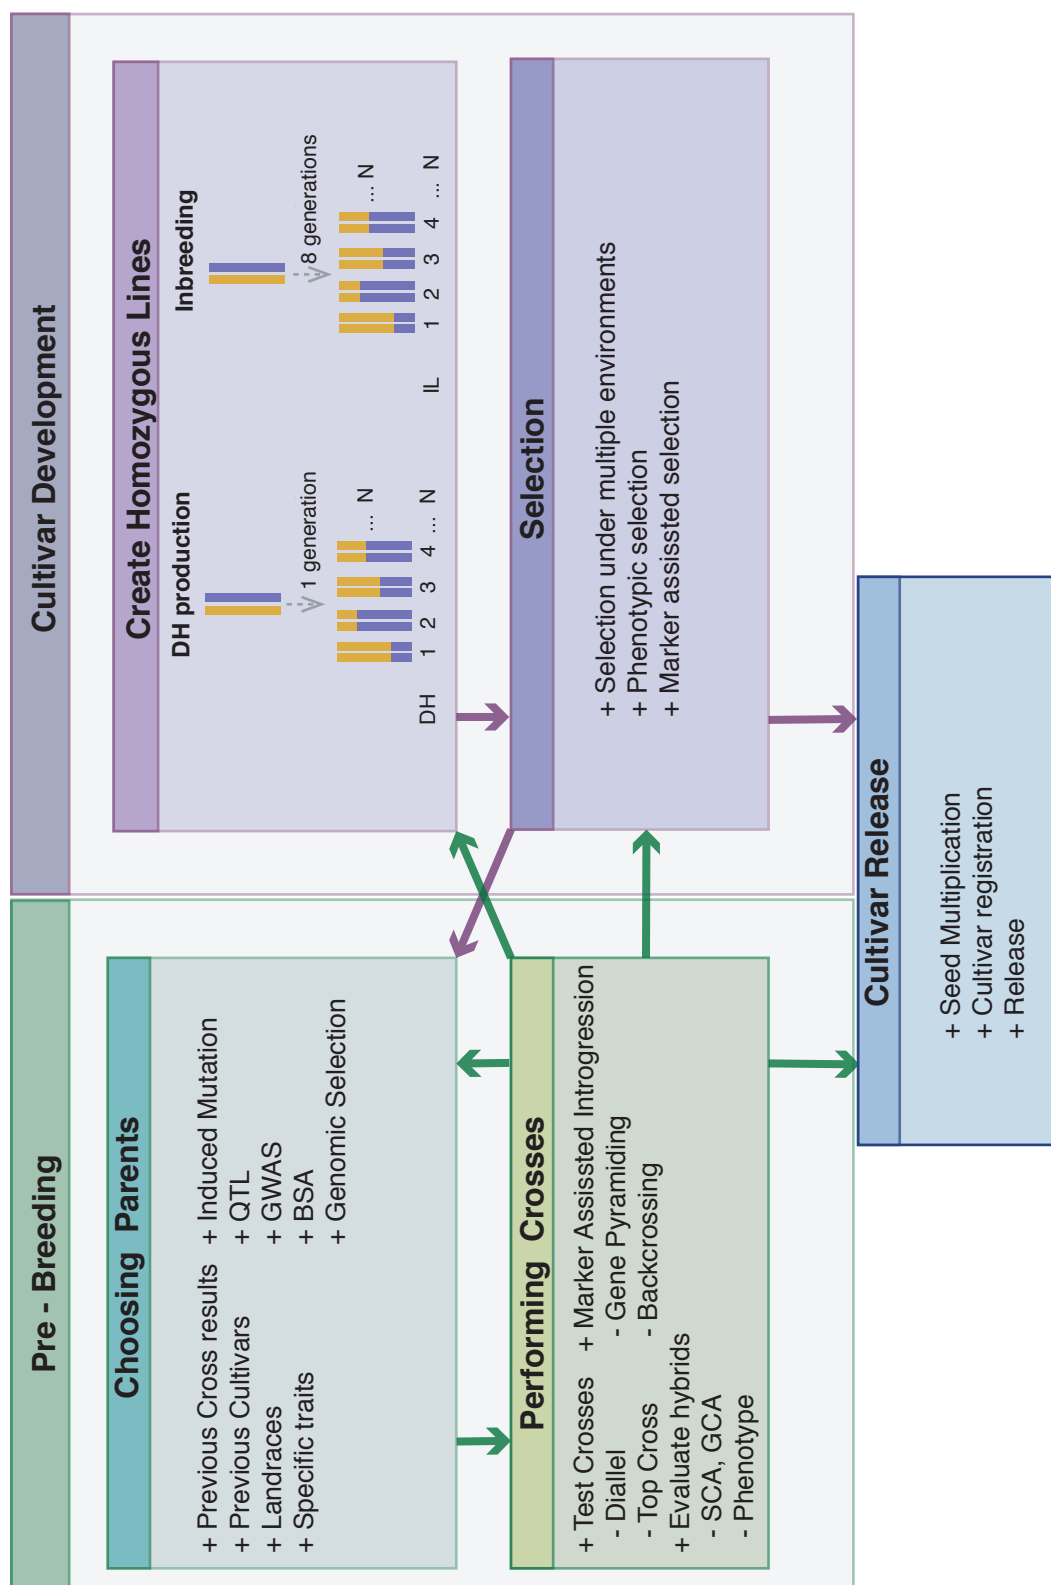 Pre - Breeding
Choosing Parents
+ Previous Cross results
+ Previous Cultivars
+ Landraces
+ Specific traits
+ Induced Mutation
+ QTL
+ GWAS
+ BSA
+ Genomic Selection
Performing Crosses
+ Test Crosses
- Diallel
- Top Cross
+ Evaluate hybrids
- SCA, GCA
- Phenotype
+ Marker Assissted Introgression
- Gene Pyramiding
- Backcrossing
Cultivar Development
Create Homozygous Lines
DH production
1 generation
... N
DH 1 2 3 4 ... N
Inbreeding
8 generations
... N
IL 1 2 3 4 ... N
Selection
+ Selection under multiple environments
+ Phenotypic selection
+ Marker assissted selection
Cultivar Release
+ Seed Multiplication
+ Cultivar registration
+ Release